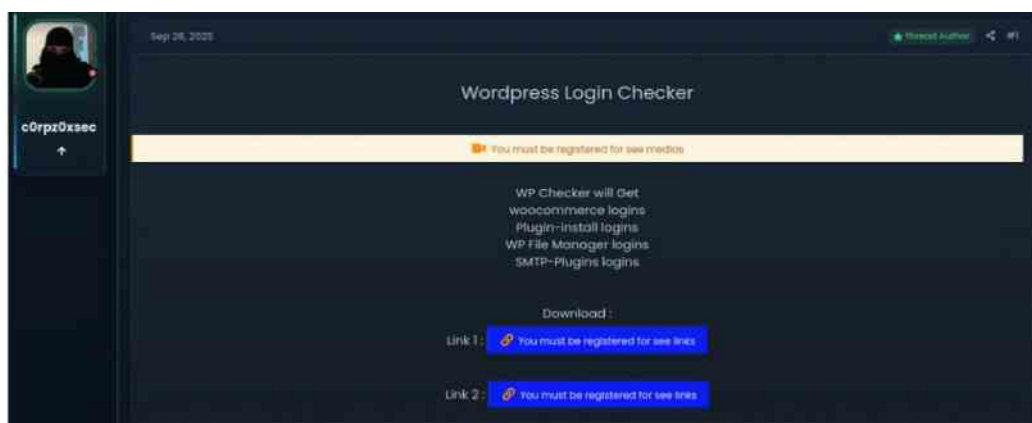 Sep 28, 2025
Thread Author
#1
c0rpz0xsec
Wordpress Login Checker
You must be registered for see medias
WP Checker will Get
woocommerce logins
Plugin-install logins
WP File Manager logins
SMTP-Plugins logins
Download :
Link 1 : You must be registered for see links
Link 2 : You must be registered for see links